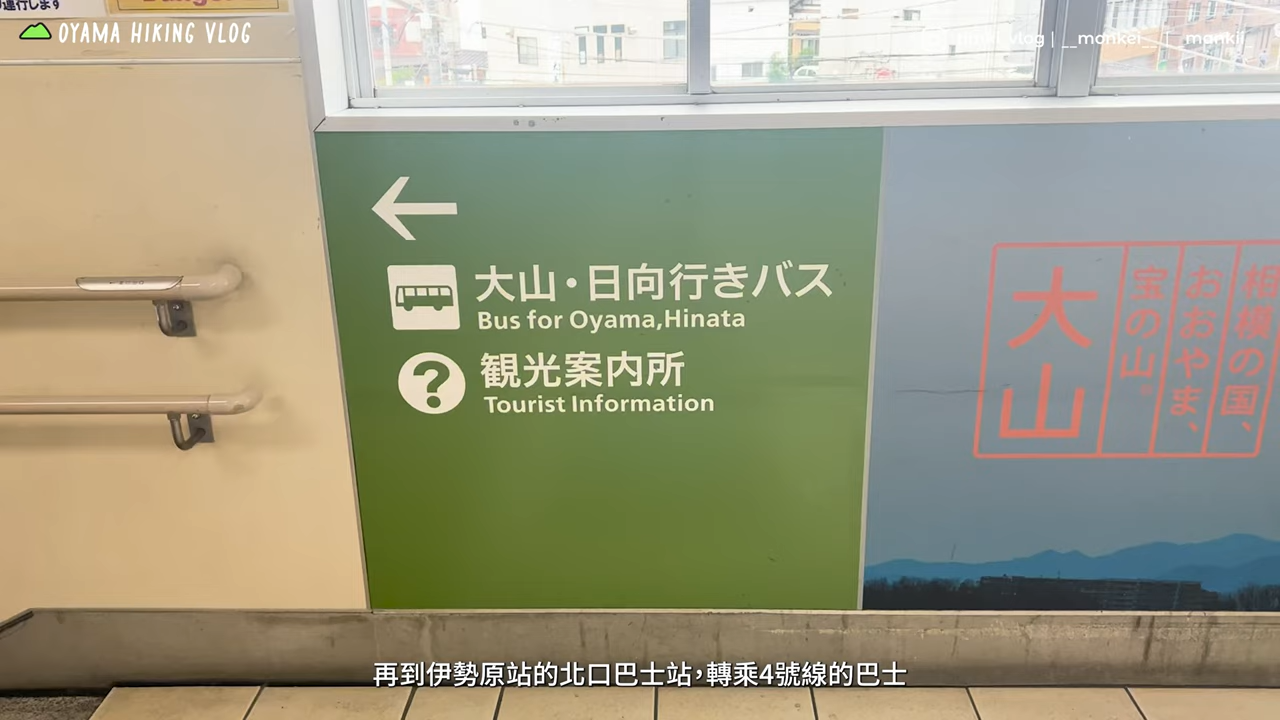 OYAMA HIKING VLOG
大山・日向行きバス
Bus for Oyama,Hinata
観光案内所
Tourist Information
相模の国、
おおやま、
宝の山。
大山
再到伊勢原站的北口巴士站，轉乘4號線的巴士